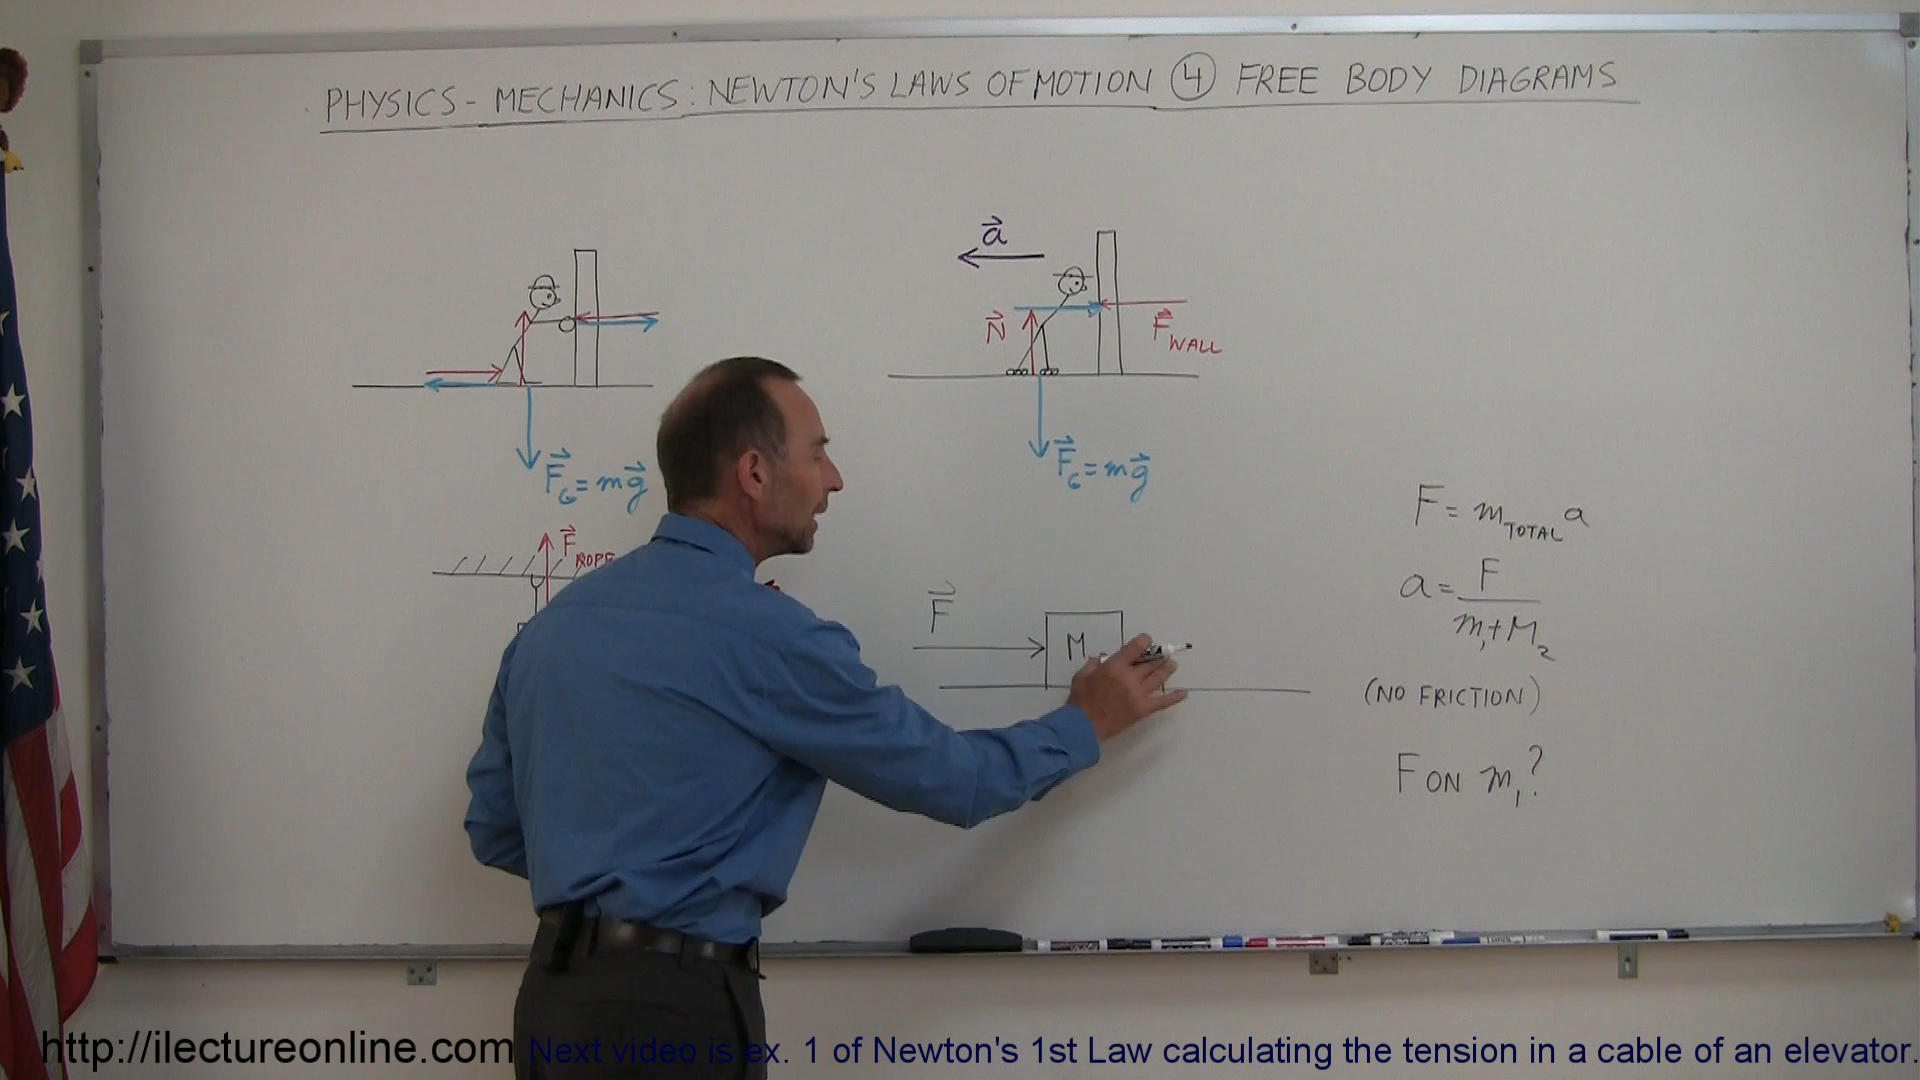 PHYSICS - MECHANICS: NEWTON'S LAWS OF MOTION ④ FREE BODY DIAGRAMS
a⃗
N⃗
F⃗ WALL
F⃗G = mg⃗
F⃗G = mg⃗
F⃗ ROPE
F⃗
M
F = m TOTAL a
a = F / m₁ + M₂
(NO FRICTION)
F ON m₁?
http://ilectureonline.com Next video is ex. 1 of Newton's 1st Law calculating the tension in a cable of an elevator.